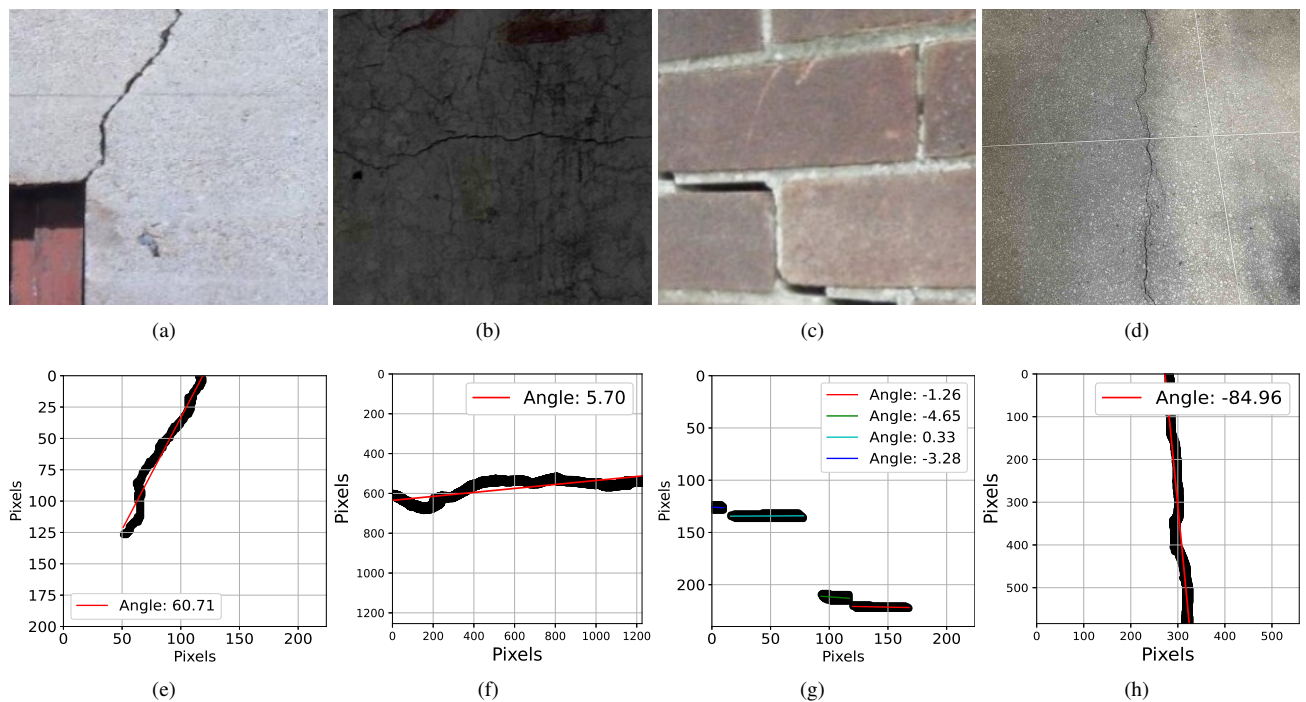 (a) (b) (c) (d)
0
25
50
75
100
125
150
175
200
0 50 100 150 200
Pixels
Pixels
Angle: 60.71
(e)
0
200
400
600
800
1000
1200
0 200 400 600 800 1000 1200
Pixels
Pixels
Angle: 5.70
(f)
0
50
100
150
200
0 50 100 150 200
Pixels
Pixels
Angle: -1.26
Angle: -4.65
Angle: 0.33
Angle: -3.28
(g)
0
100
200
300
400
500
0 100 200 300 400 500
Pixels
Pixels
Angle: -84.96
(h)